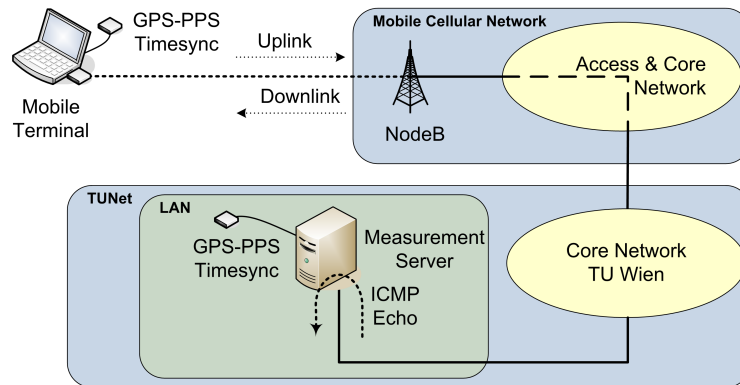 GPS-PPS
Timesync
Mobile
Terminal
Uplink
Downlink
Mobile Cellular Network
NodeB
Access & Core
Network
TUNet
LAN
GPS-PPS
Timesync
Measurement
Server
ICMP
Echo
Core Network
TU Wien